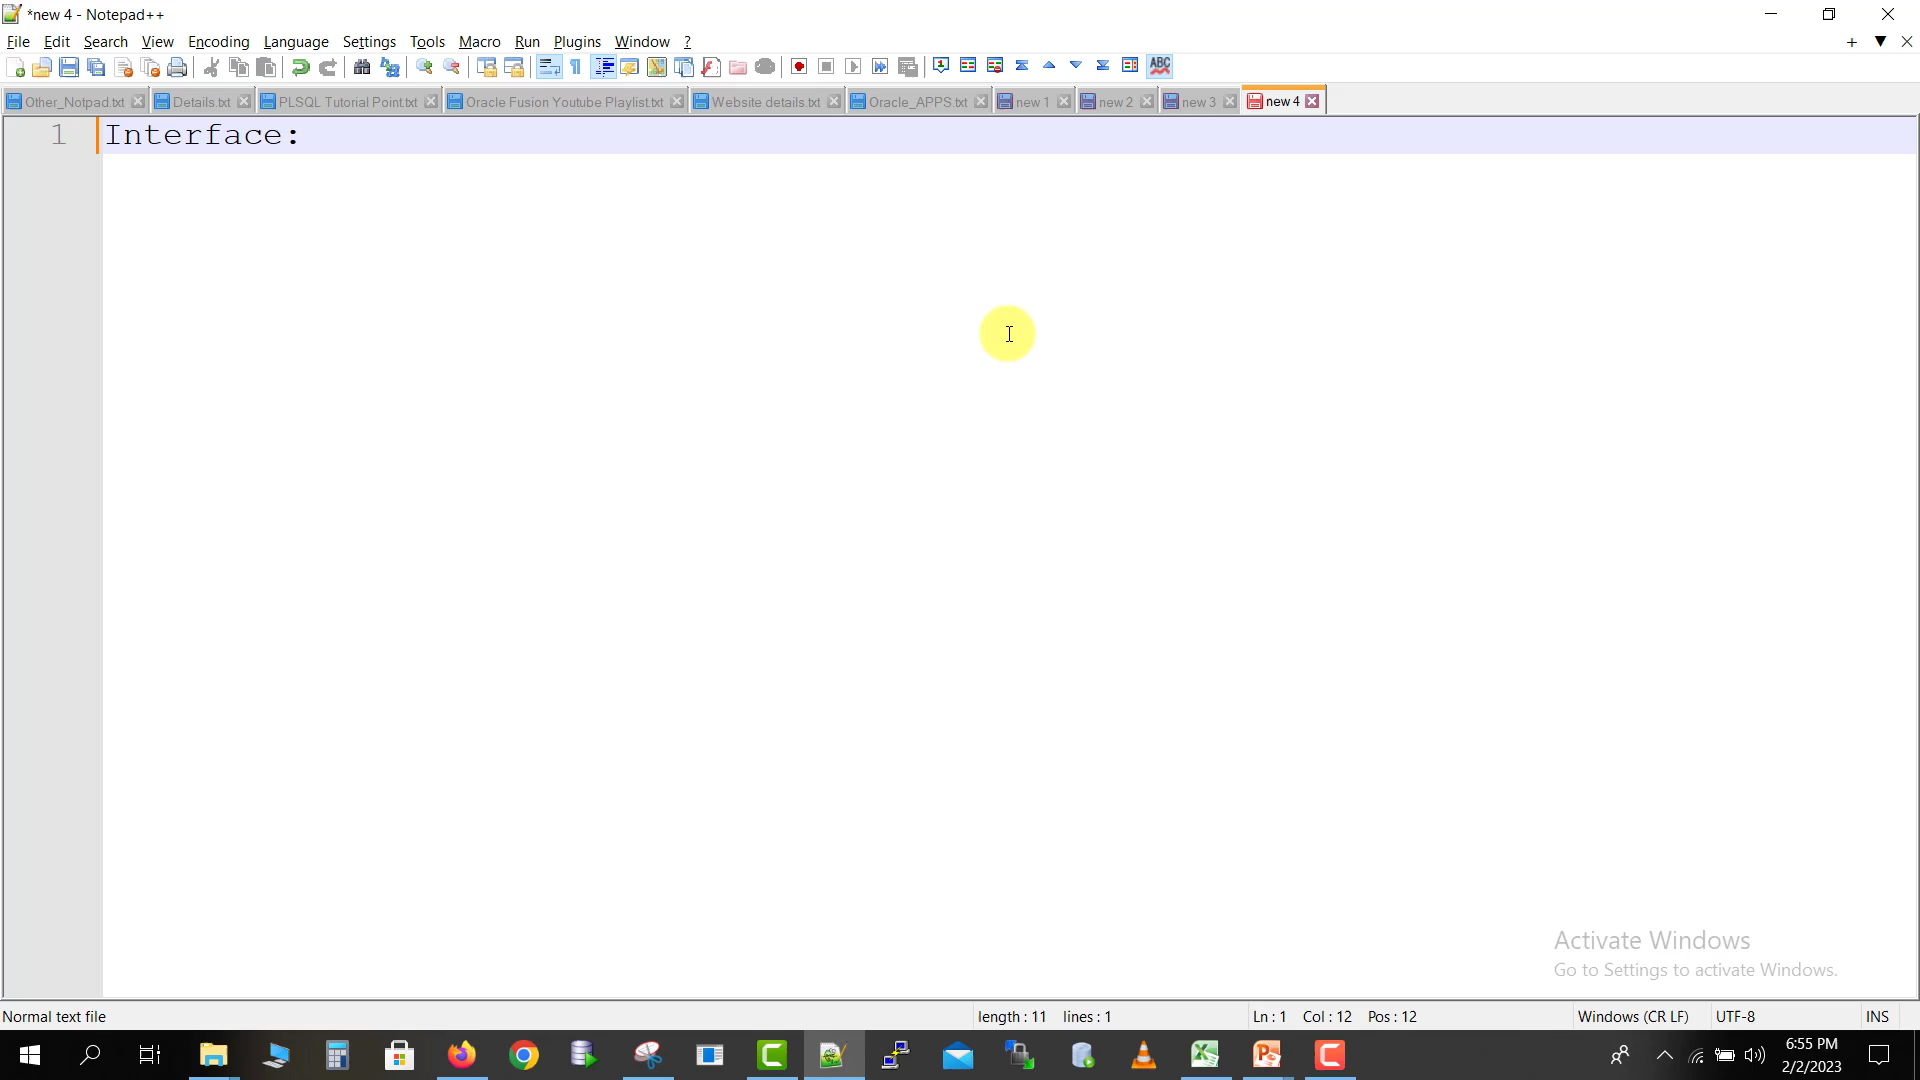 *new 4 - Notepad++
File Edit Search View Encoding Language Settings Tools Macro Run Plugins Window ?
Other_Notpad.txt Details.txt PLSQL Tutorial Point.txt Oracle Fusion Youtube Playlist.txt Website details.txt Oracle_APPS.txt new 1 new 2 new 3 new 4
1 Interface:
Activate Windows
Go to Settings to activate Windows.
Normal text file length : 11 lines : 1 Ln : 1 Col : 12 Pos : 12 Windows (CR LF) UTF-8 INS
6:55 PM
2/2/2023